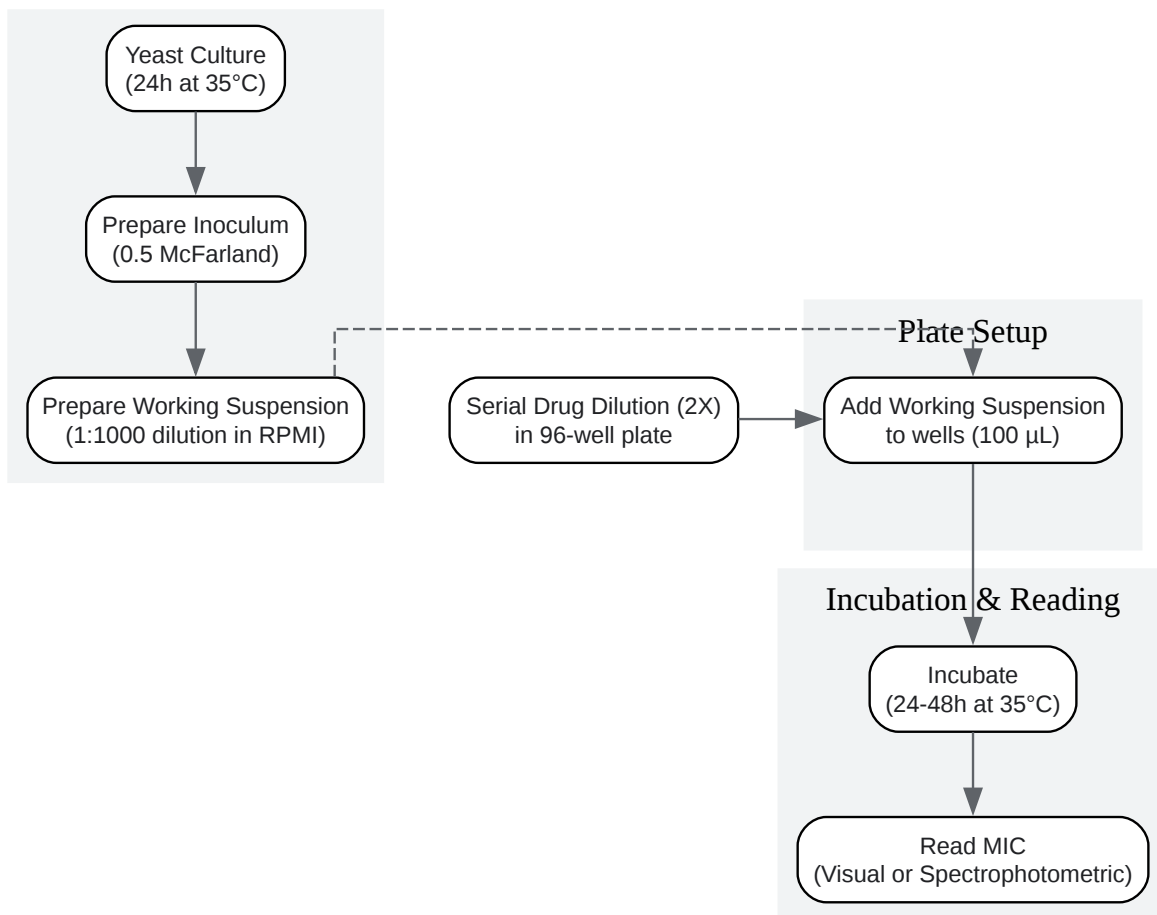 Yeast Culture
(24h at 35°C)
Prepare Inoculum
(0.5 McFarland)
Prepare Working Suspension
(1:1000 dilution in RPMI)
Serial Drug Dilution (2X)
in 96-well plate
Plate Setup
Add Working Suspension
to wells (100 µL)
Incubation & Reading
Incubate
(24-48h at 35°C)
Read MIC
(Visual or Spectrophotometric)